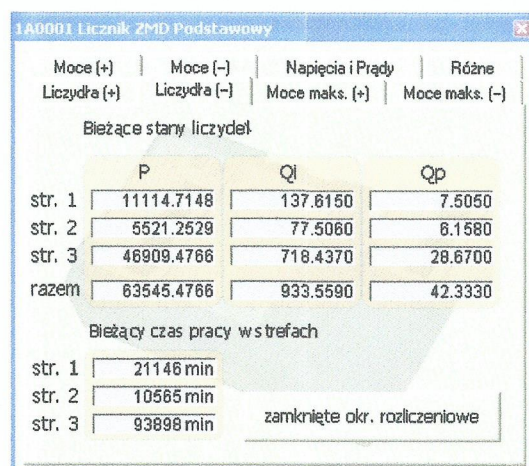 1A0001 Licznik ZMD Podstawowy
Moce (+) Moce (-) Napięcia i Prądy Różne
Liczydła (+) Liczydła (-) Moce maks. (+) Moce maks. (-)
Bieżące stany liczydeł
P Qi Qp
str. 1 11114.7148 137.6150 7.5050
str. 2 5521.2529 77.5060 6.1580
str. 3 46909.4766 718.4370 28.6700
razem 63545.4766 933.5590 42.3330
Bieżący czas pracy w strefach
str. 1 21146 min
str. 2 10565 min
str. 3 93898 min
zamknięte okr. rozliczeniowe